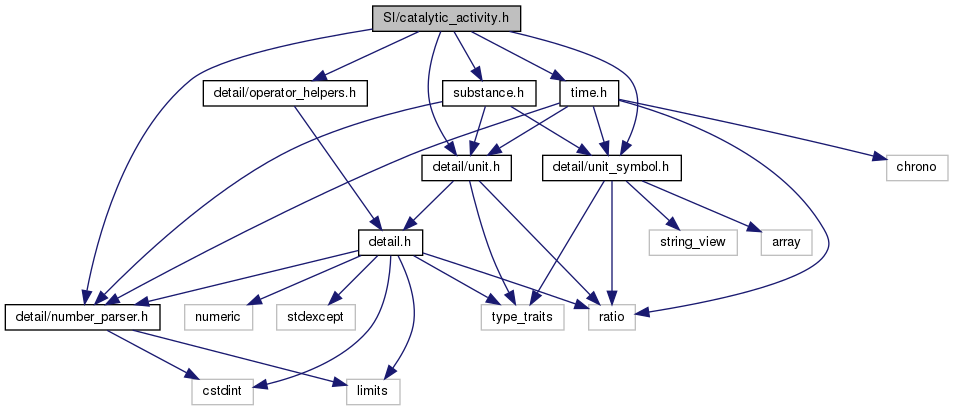 SI/catalytic_activity.h
detail/operator_helpers.h
substance.h
time.h
detail/unit.h
detail/unit_symbol.h
chrono
detail.h
string_view
array
detail/number_parser.h
numeric
stdexcept
type_traits
ratio
cstdint
limits